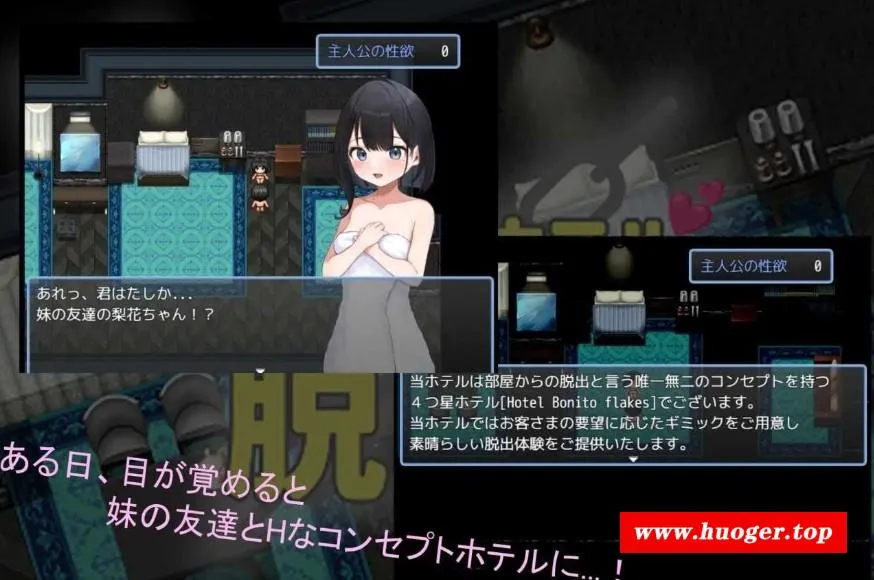 主人公の性欲 0
あれっ、君はたしか...
妹の友達の梨花ちゃん！？
主人公の性欲 0
当ホテルは部屋からの脱出と言う唯一無二のコンセプトを持つ
４つ星ホテル[Hotel Bonito flakes]でございます。
当ホテルではお客さまの要望に応じたギミックをご用意し
素晴らしい脱出体験をご提供いたします。
脱
ある日、目が覚めると
妹の友達とHなコンセプトホテルに...！
www.huoger.top